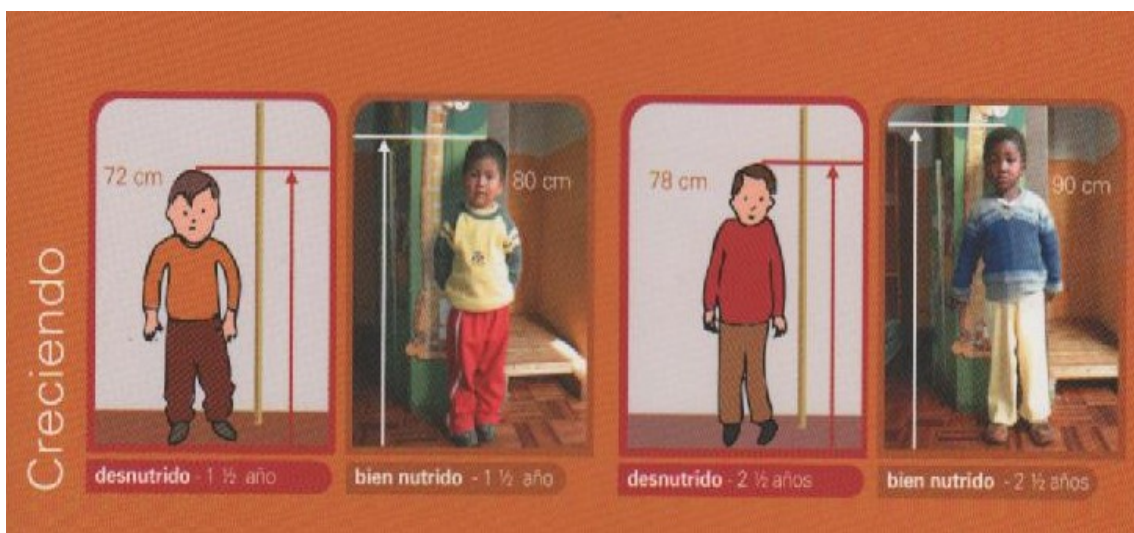 Creciendo
72 cm
80 cm
78 cm
90 cm
desnutrido - 1 ½ año
bien nutrido - 1 ½ año
desnutrido - 2 ½ años
bien nutrido - 2 ½ años